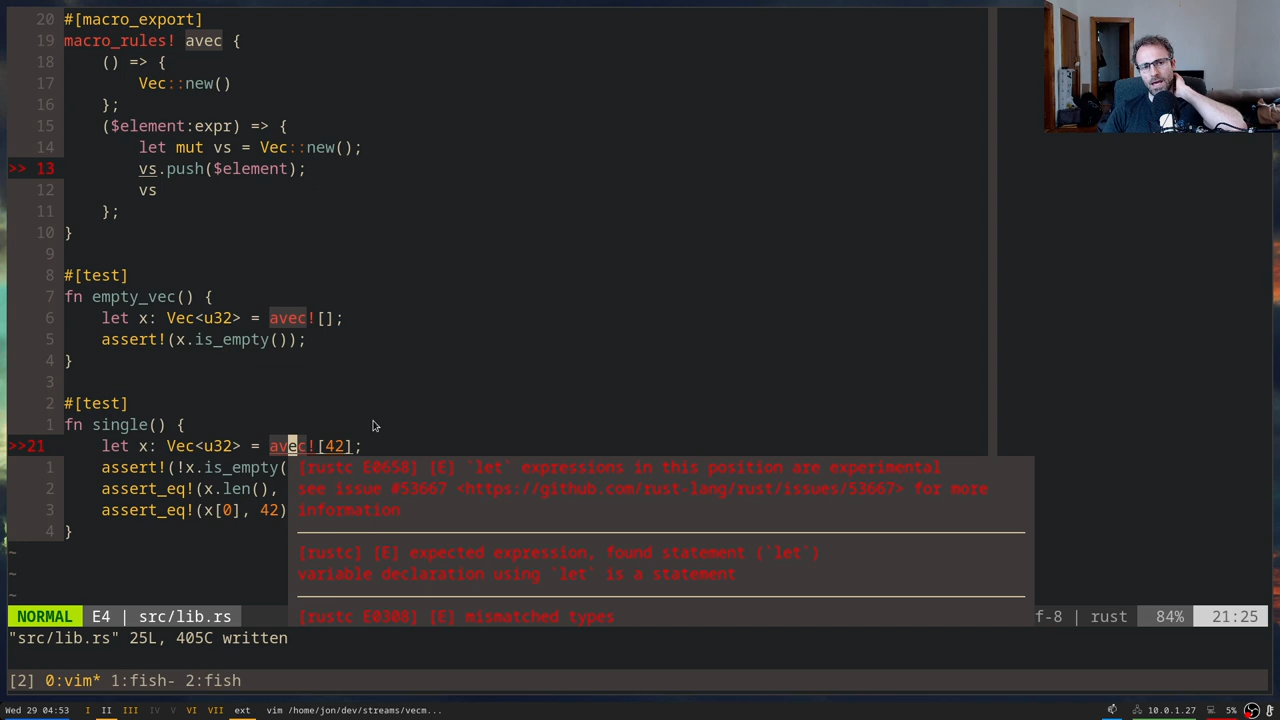 20 #[macro_export]
19 macro_rules! avec {
18     () => {
17         Vec::new()
16     };
15     ($element:expr) => {
14         let mut vs = Vec::new();
>> 13         vs.push($element);
12         vs
11     };
10 }
9
8 #[test]
7 fn empty_vec() {
6     let x: Vec<u32> = avec![];
5     assert!(x.is_empty());
4 }
3
2 #[test]
1 fn single() {
>>21     let x: Vec<u32> = avec![42];
1     assert!(!x.is_empty(
2     assert_eq!(x.len(),
3     assert_eq!(x[0], 42)
4 }
[rustc E0658] [E] `let` expressions in this position are experimental
see issue #53667 <https://github.com/rust-lang/rust/issues/53667> for more
information
[rustc] [E] expected expression, found statement (`let`)
variable declaration using `let` is a statement
[rustc E0308] [E] mismatched types
~
~
~
NORMAL E4 | src/lib.rs f-8 | rust 84% 21:25
"src/lib.rs" 25L, 405C written
[2] 0:vim* 1:fish- 2:fish
Wed 29 04:53 I II III IV V VI VII ext vim /home/jon/dev/streams/vecm... 10.0.1.27 5%